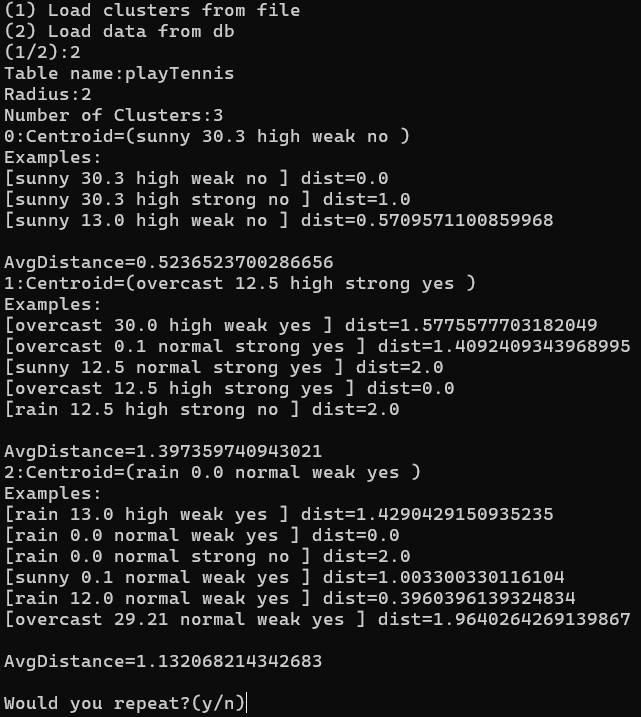 (1) Load clusters from file
(2) Load data from db
(1/2):2
Table name:playTennis
Radius:2
Number of Clusters:3
0:Centroid=(sunny 30.3 high weak no )
Examples:
[sunny 30.3 high weak no ] dist=0.0
[sunny 30.3 high strong no ] dist=1.0
[sunny 13.0 high weak no ] dist=0.5709571100859968
AvgDistance=0.5236523700286656
1:Centroid=(overcast 12.5 high strong yes )
Examples:
[overcast 30.0 high weak yes ] dist=1.5775577703182049
[overcast 0.1 normal strong yes ] dist=1.4092409343968995
[sunny 12.5 normal strong yes ] dist=2.0
[overcast 12.5 high strong yes ] dist=0.0
[rain 12.5 high strong no ] dist=2.0
AvgDistance=1.397359740943021
2:Centroid=(rain 0.0 normal weak yes )
Examples:
[rain 13.0 high weak yes ] dist=1.4290429150935235
[rain 0.0 normal weak yes ] dist=0.0
[rain 0.0 normal strong no ] dist=2.0
[sunny 0.1 normal weak yes ] dist=1.003300330116104
[rain 12.0 normal weak yes ] dist=0.3960396139324834
[overcast 29.21 normal weak yes ] dist=1.9640264269139867
AvgDistance=1.132068214342683
Would you repeat?(y/n)